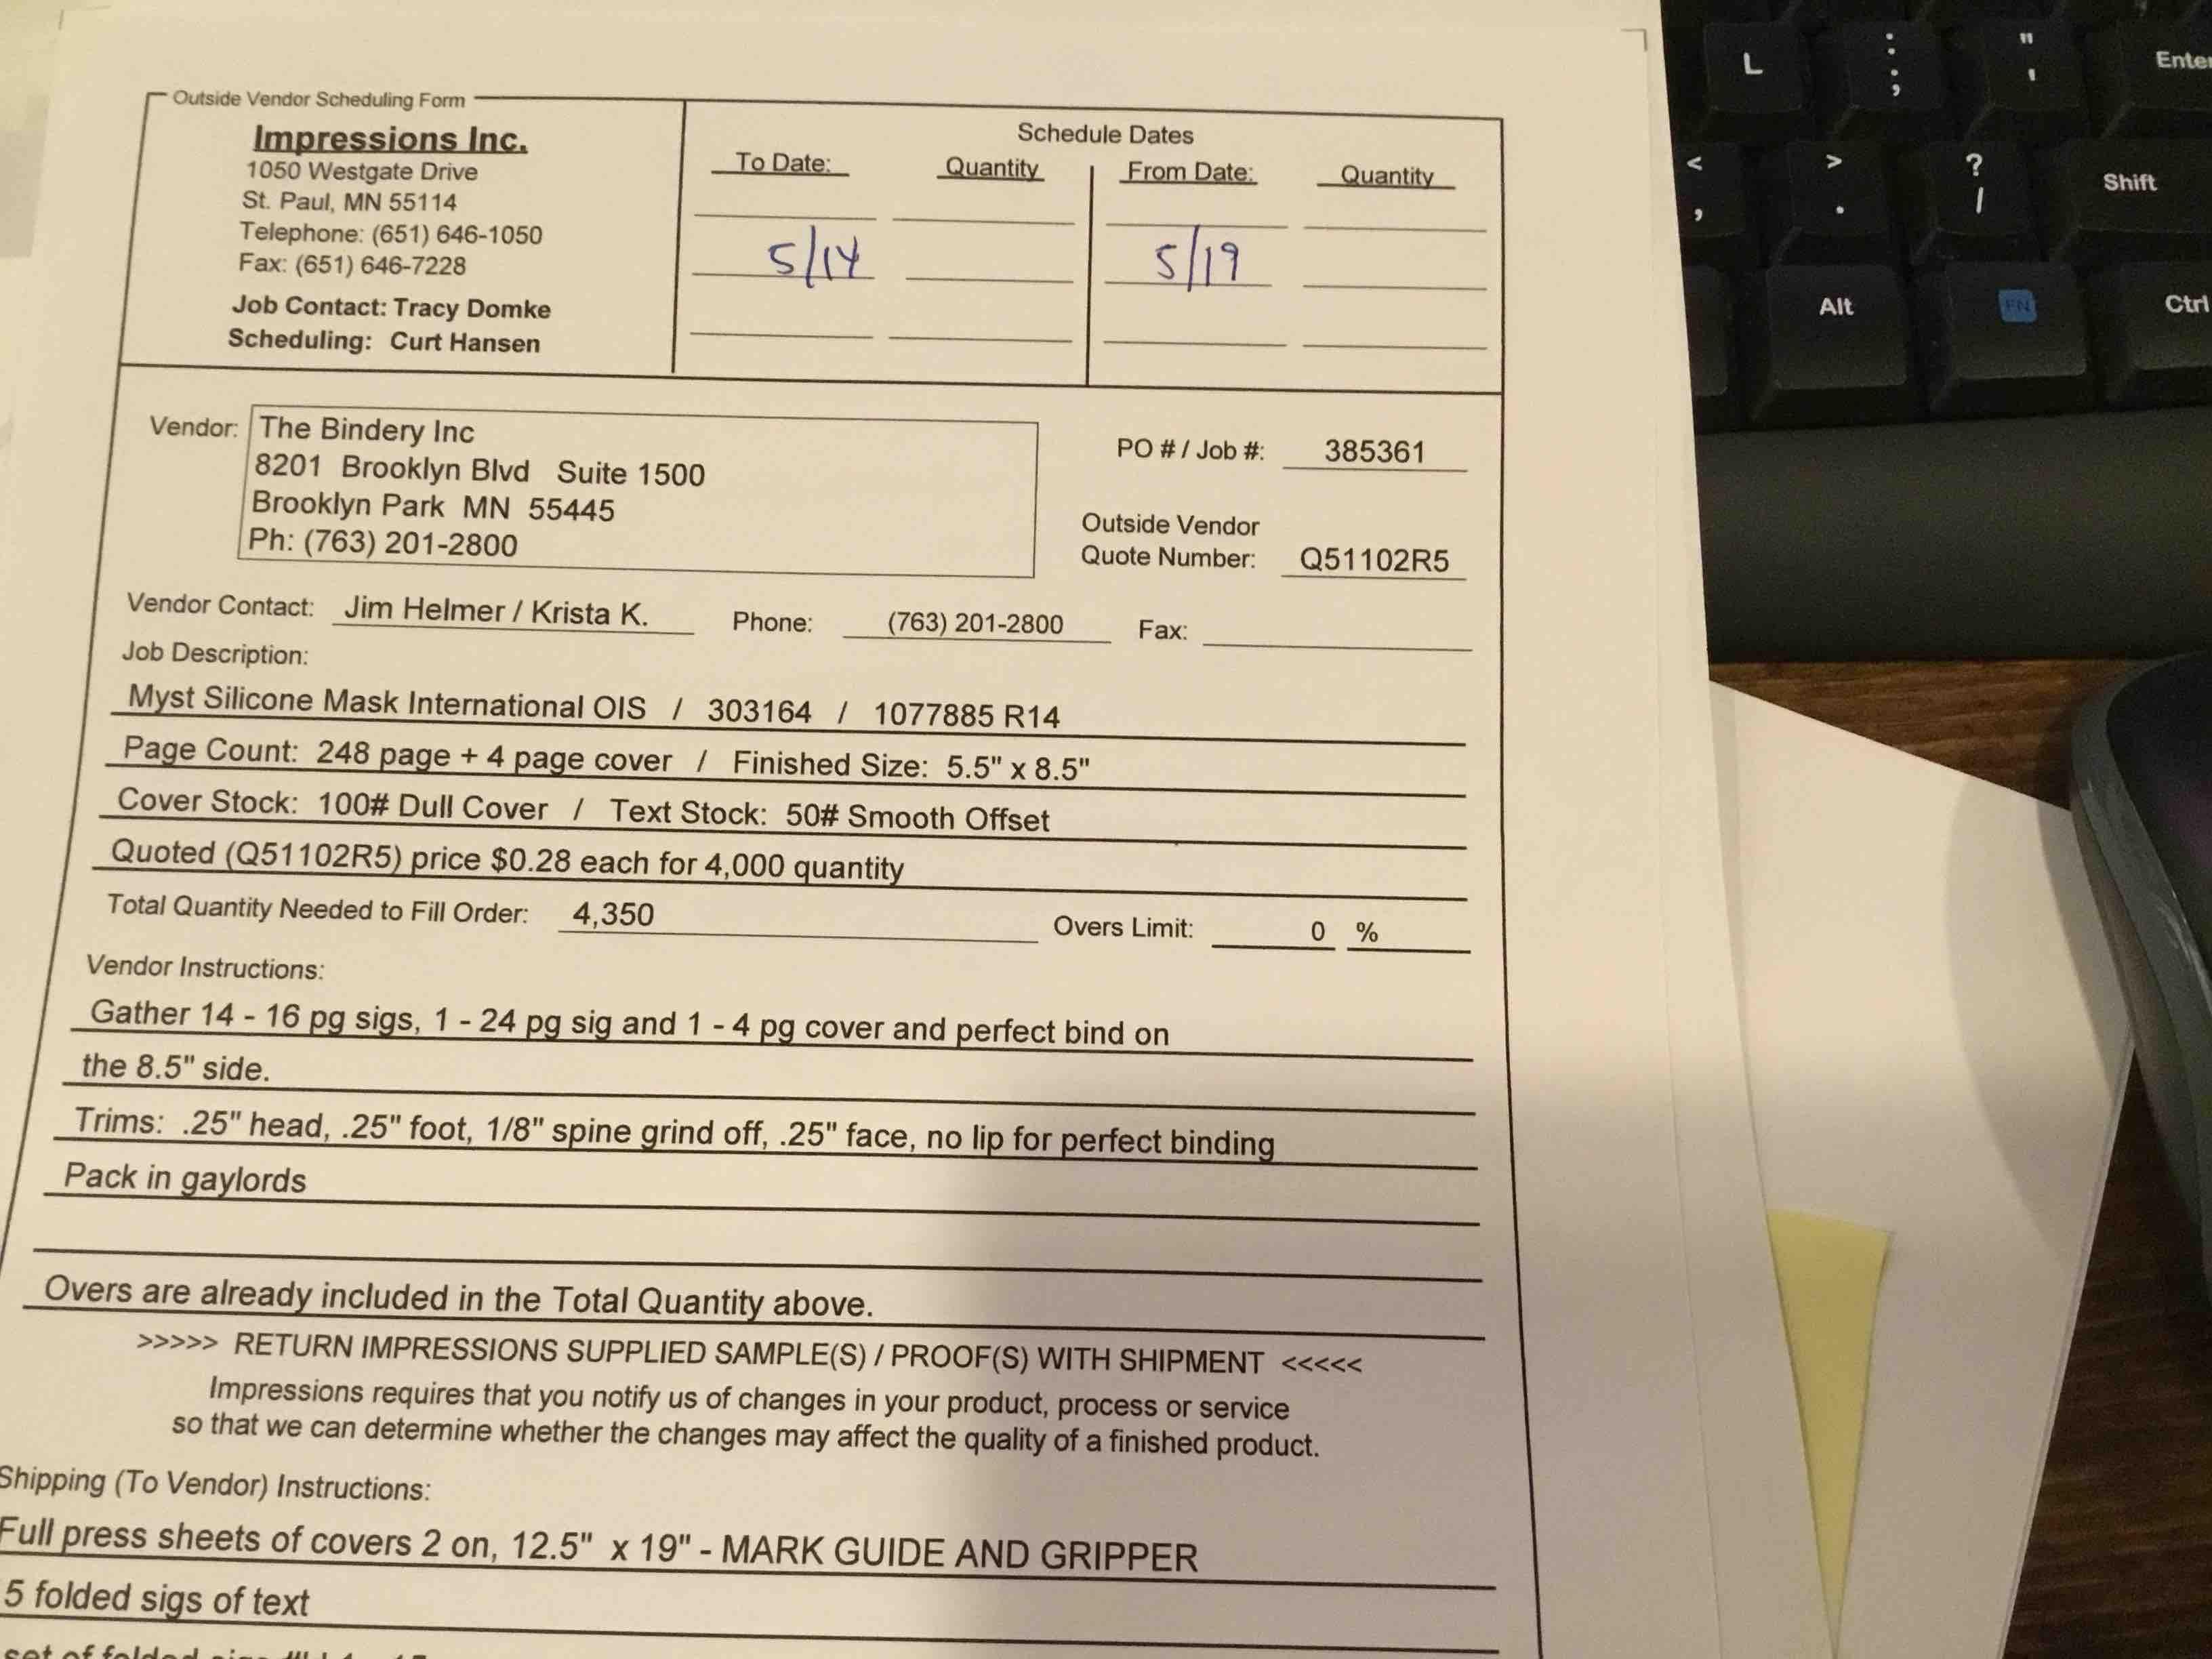 Outside Vendor Scheduling Form
Impressions Inc.
1050 Westgate Drive
St. Paul, MN 55114
Telephone: (651) 646-1050
Fax: (651) 646-7228
Job Contact: Tracy Domke
Scheduling: Curt Hansen
Schedule Dates
To Date: Quantity From Date: Quantity
5/14 5/19
Vendor: The Bindery Inc
8201 Brooklyn Blvd Suite 1500
Brooklyn Park MN 55445
Ph: (763) 201-2800
PO # / Job #: 385361
Outside Vendor
Quote Number: Q51102R5
Vendor Contact: Jim Helmer / Krista K. Phone: (763) 201-2800 Fax:
Job Description:
Myst Silicone Mask International OIS / 303164 / 1077885 R14
Page Count: 248 page + 4 page cover / Finished Size: 5.5" x 8.5"
Cover Stock: 100# Dull Cover / Text Stock: 50# Smooth Offset
Quoted (Q51102R5) price $0.28 each for 4,000 quantity
Total Quantity Needed to Fill Order: 4,350 Overs Limit: 0 %
Vendor Instructions:
Gather 14 - 16 pg sigs, 1 - 24 pg sig and 1 - 4 pg cover and perfect bind on
the 8.5" side.
Trims: .25" head, .25" foot, 1/8" spine grind off, .25" face, no lip for perfect binding
Pack in gaylords
Overs are already included in the Total Quantity above.
>>>>> RETURN IMPRESSIONS SUPPLIED SAMPLE(S) / PROOF(S) WITH SHIPMENT <<<<<
Impressions requires that you notify us of changes in your product, process or service
so that we can determine whether the changes may affect the quality of a finished product.
Shipping (To Vendor) Instructions:
Full press sheets of covers 2 on, 12.5" x 19" - MARK GUIDE AND GRIPPER
5 folded sigs of text
set of folded
L : ; " ' Enter
< , > . ? / Shift
Alt FN Ctrl